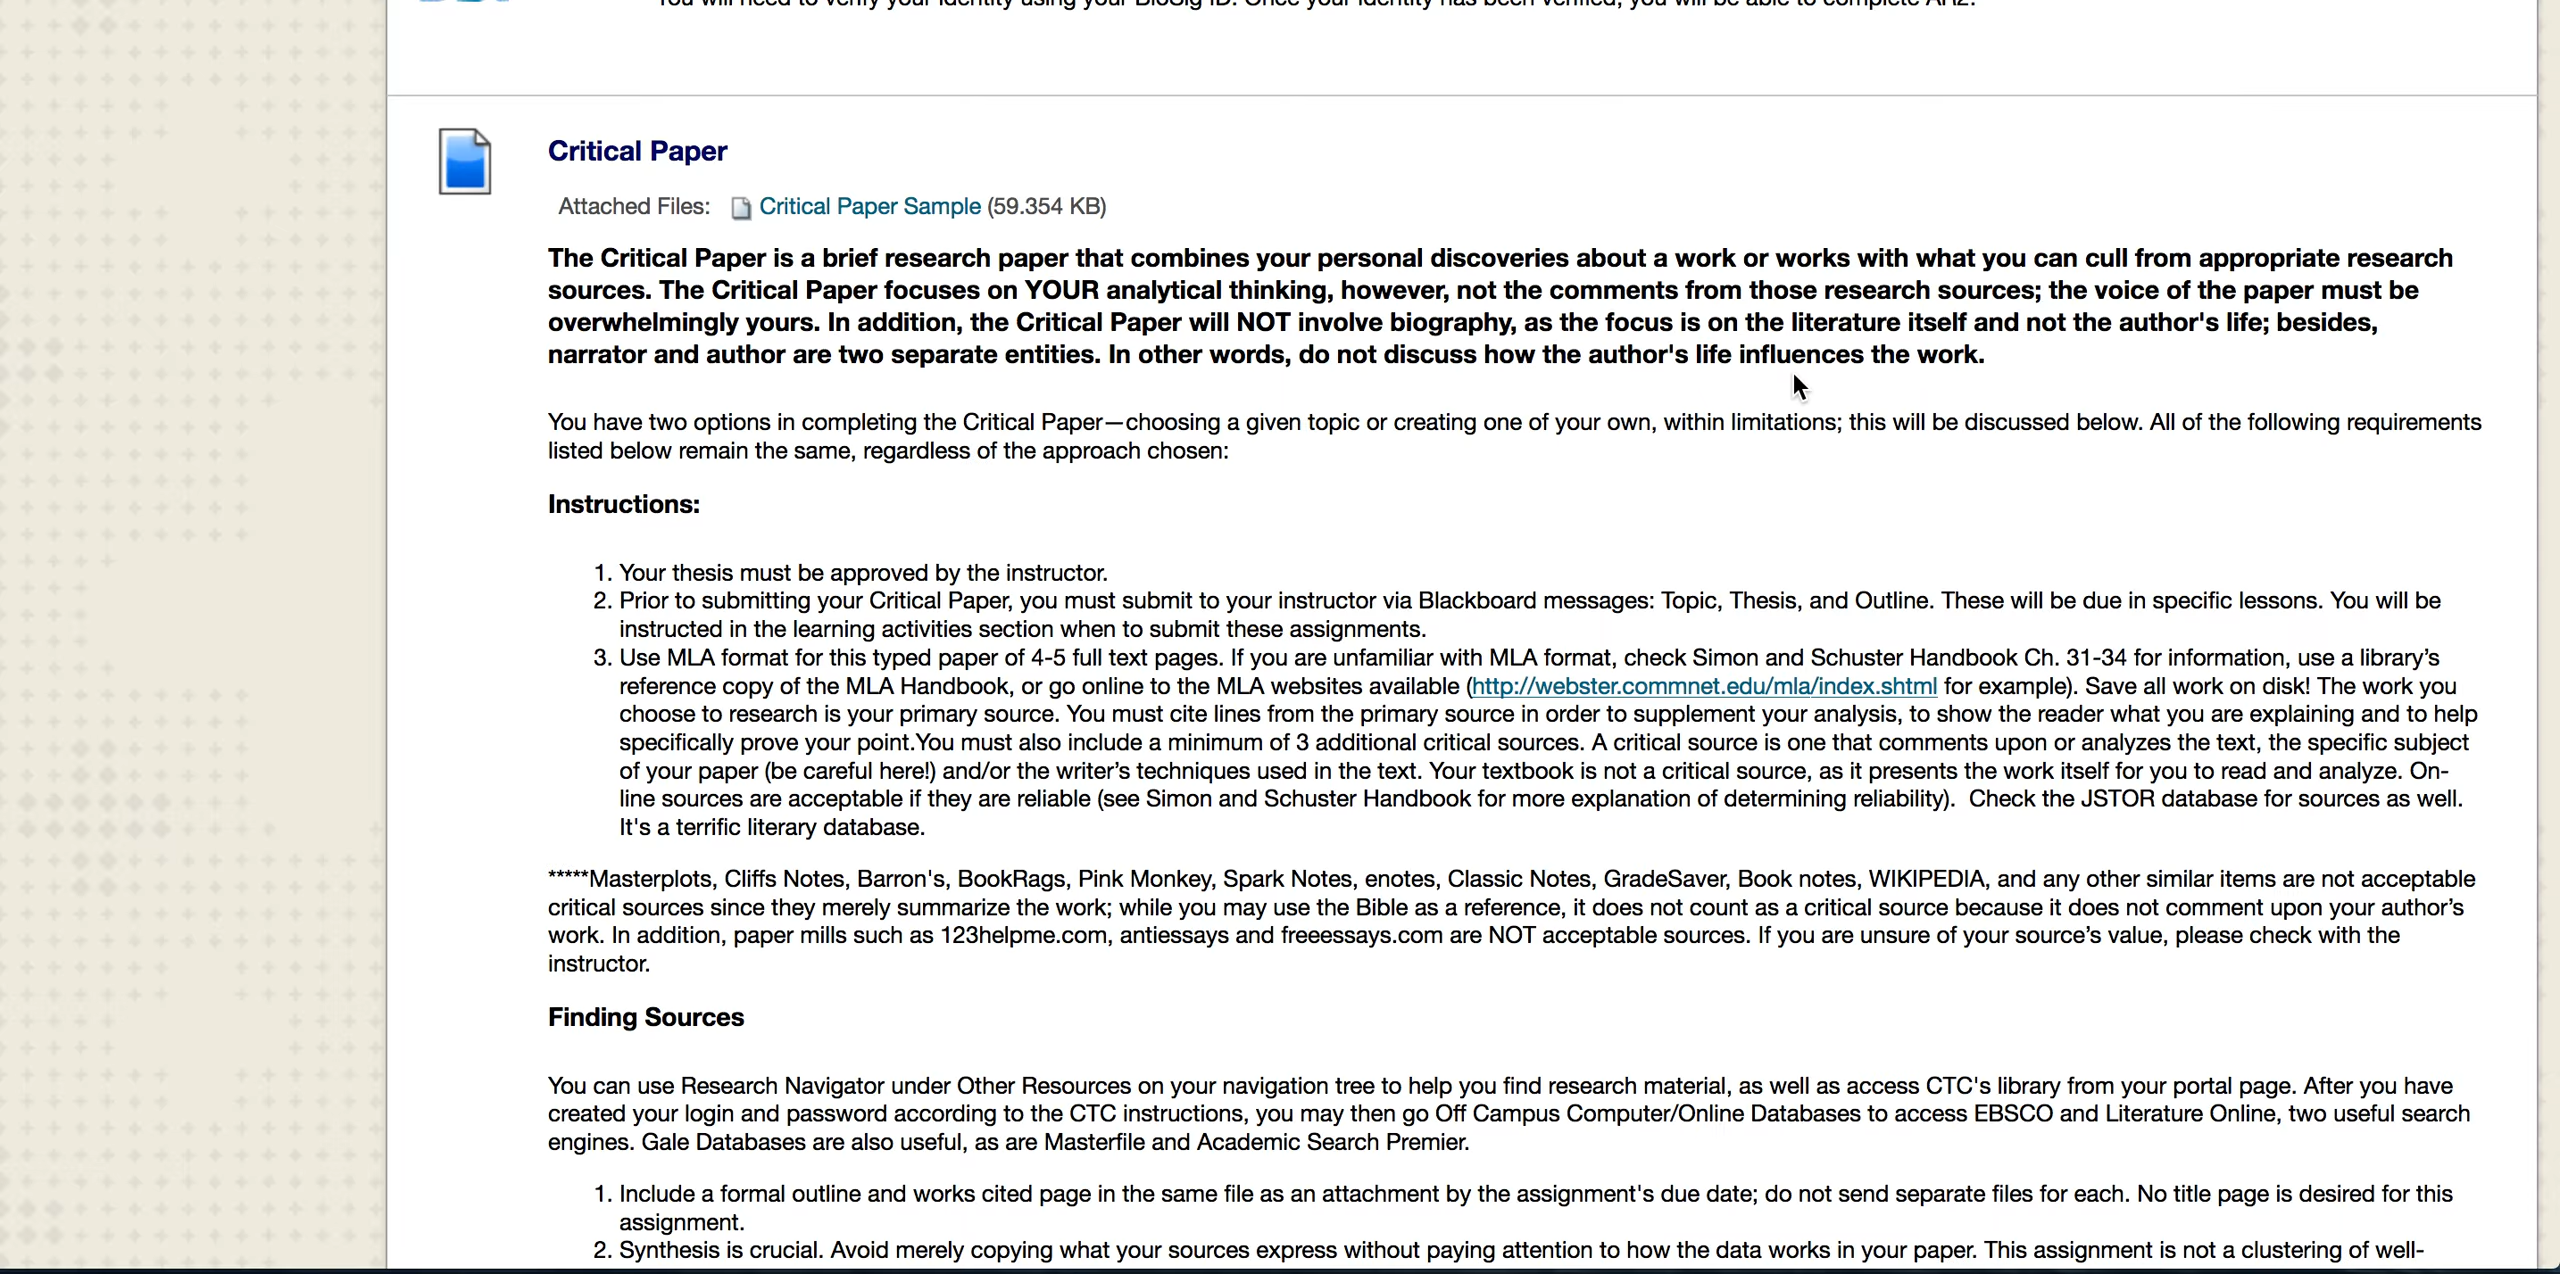 You will need to verify your identity using your BioSig ID. Once your identity has been verified, you will be able to complete AR2.
Critical Paper
Attached Files: Critical Paper Sample (59.354 KB)
The Critical Paper is a brief research paper that combines your personal discoveries about a work or works with what you can cull from appropriate research
sources. The Critical Paper focuses on YOUR analytical thinking, however, not the comments from those research sources; the voice of the paper must be
overwhelmingly yours. In addition, the Critical Paper will NOT involve biography, as the focus is on the literature itself and not the author's life; besides,
narrator and author are two separate entities. In other words, do not discuss how the author's life influences the work.
You have two options in completing the Critical Paper—choosing a given topic or creating one of your own, within limitations; this will be discussed below. All of the following requirements
listed below remain the same, regardless of the approach chosen:
Instructions:
1. Your thesis must be approved by the instructor.
2. Prior to submitting your Critical Paper, you must submit to your instructor via Blackboard messages: Topic, Thesis, and Outline. These will be due in specific lessons. You will be
instructed in the learning activities section when to submit these assignments.
3. Use MLA format for this typed paper of 4-5 full text pages. If you are unfamiliar with MLA format, check Simon and Schuster Handbook Ch. 31-34 for information, use a library’s
reference copy of the MLA Handbook, or go online to the MLA websites available (http://webster.commnet.edu/mla/index.shtml for example). Save all work on disk! The work you
choose to research is your primary source. You must cite lines from the primary source in order to supplement your analysis, to show the reader what you are explaining and to help
specifically prove your point.You must also include a minimum of 3 additional critical sources. A critical source is one that comments upon or analyzes the text, the specific subject
of your paper (be careful here!) and/or the writer’s techniques used in the text. Your textbook is not a critical source, as it presents the work itself for you to read and analyze. On-
line sources are acceptable if they are reliable (see Simon and Schuster Handbook for more explanation of determining reliability).  Check the JSTOR database for sources as well.
It's a terrific literary database.
*****Masterplots, Cliffs Notes, Barron's, BookRags, Pink Monkey, Spark Notes, enotes, Classic Notes, GradeSaver, Book notes, WIKIPEDIA, and any other similar items are not acceptable
critical sources since they merely summarize the work; while you may use the Bible as a reference, it does not count as a critical source because it does not comment upon your author’s
work. In addition, paper mills such as 123helpme.com, antiessays and freeessays.com are NOT acceptable sources. If you are unsure of your source’s value, please check with the
instructor.
Finding Sources
You can use Research Navigator under Other Resources on your navigation tree to help you find research material, as well as access CTC's library from your portal page. After you have
created your login and password according to the CTC instructions, you may then go Off Campus Computer/Online Databases to access EBSCO and Literature Online, two useful search
engines. Gale Databases are also useful, as are Masterfile and Academic Search Premier.
1. Include a formal outline and works cited page in the same file as an attachment by the assignment's due date; do not send separate files for each. No title page is desired for this
assignment.
2. Synthesis is crucial. Avoid merely copying what your sources express without paying attention to how the data works in your paper. This assignment is not a clustering of well-